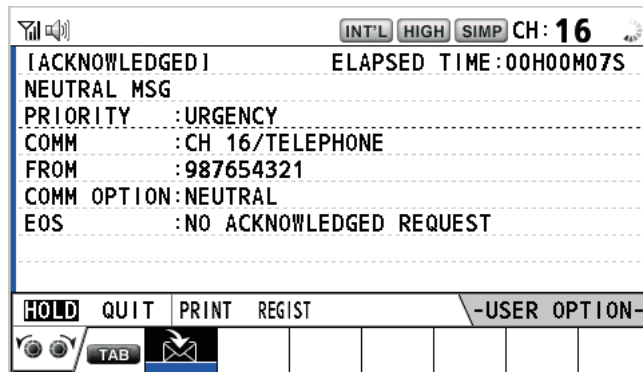 INT'L HIGH SIMP CH: 16
[ACKNOWLEDGED] ELAPSED TIME:00H00M07S
NEUTRAL MSG
PRIORITY :URGENCY
COMM :CH 16/TELEPHONE
FROM :987654321
COMM OPTION:NEUTRAL
EOS :NO ACKNOWLEDGED REQUEST
HOLD QUIT PRINT REGIST -USER OPTION-
TAB